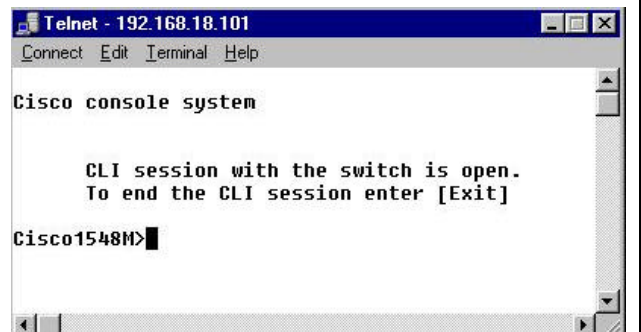 Telnet - 192.168.18.101
Connect Edit Terminal Help
Cisco console system
CLI session with the switch is open.
To end the CLI session enter [Exit]
Cisco1548M>